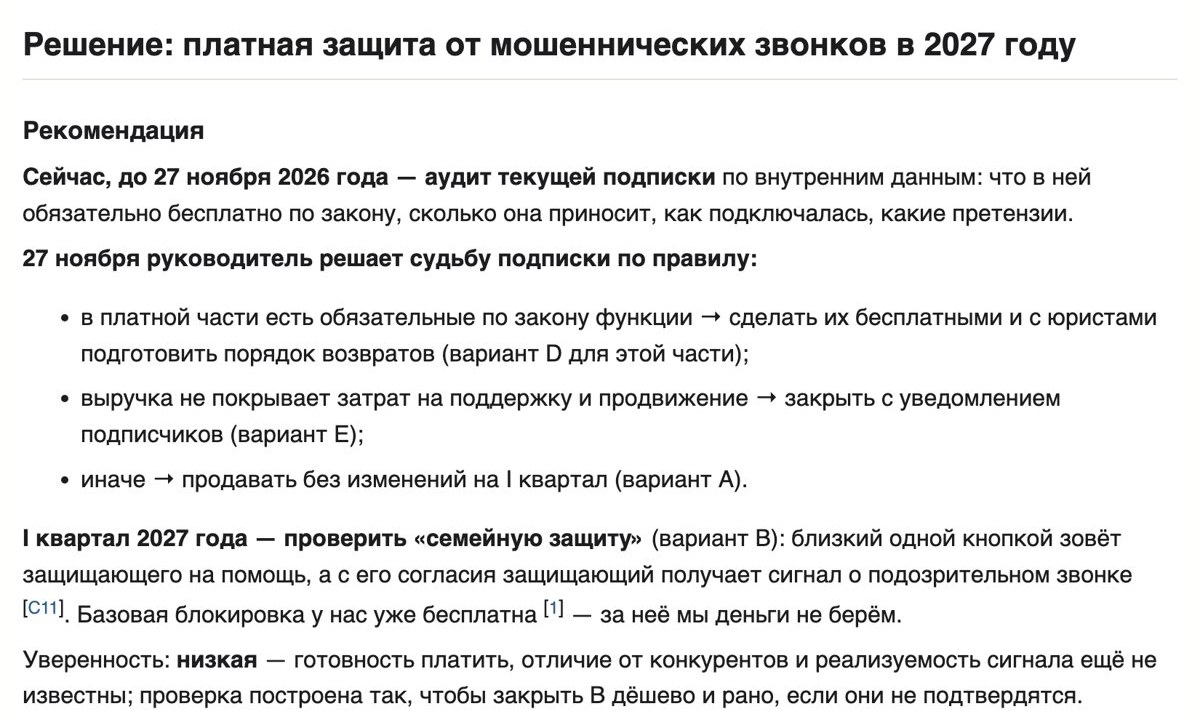 Решение: платная защита от мошеннических звонков в 2027 году
Рекомендация
Сейчас, до 27 ноября 2026 года — аудит текущей подписки по внутренним данным: что в ней
обязательно бесплатно по закону, сколько она приносит, как подключалась, какие претензии.
27 ноября руководитель решает судьбу подписки по правилу:
• в платной части есть обязательные по закону функции → сделать их бесплатными и с юристами
подготовить порядок возвратов (вариант D для этой части);
• выручка не покрывает затрат на поддержку и продвижение → закрыть с уведомлением
подписчиков (вариант E);
• иначе → продавать без изменений на I квартал (вариант A).
I квартал 2027 года — проверить «семейную защиту» (вариант B): близкий одной кнопкой зовёт
защищающего на помощь, а с его согласия защищающий получает сигнал о подозрительном звонке
[C11]. Базовая блокировка у нас уже бесплатна [1] — за неё мы деньги не берём.
Уверенность: низкая — готовность платить, отличие от конкурентов и реализуемость сигнала ещё не
известны; проверка построена так, чтобы закрыть B дёшево и рано, если они не подтвердятся.